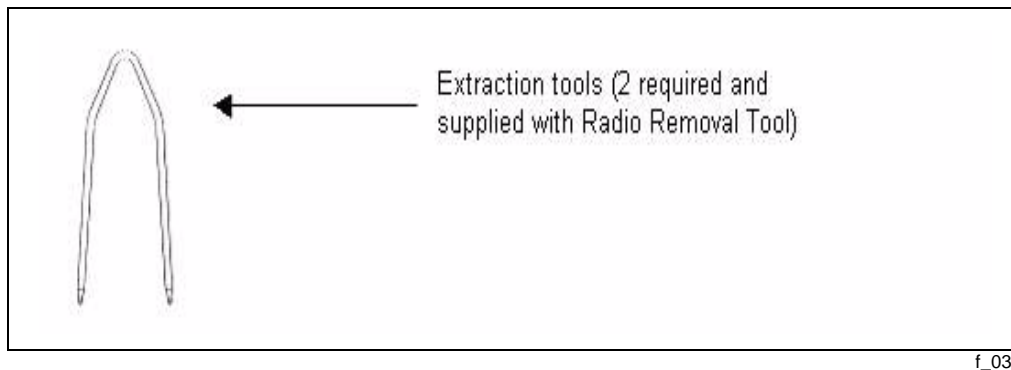 Extraction tools (2 required and
supplied with Radio Removal Tool)
f_03